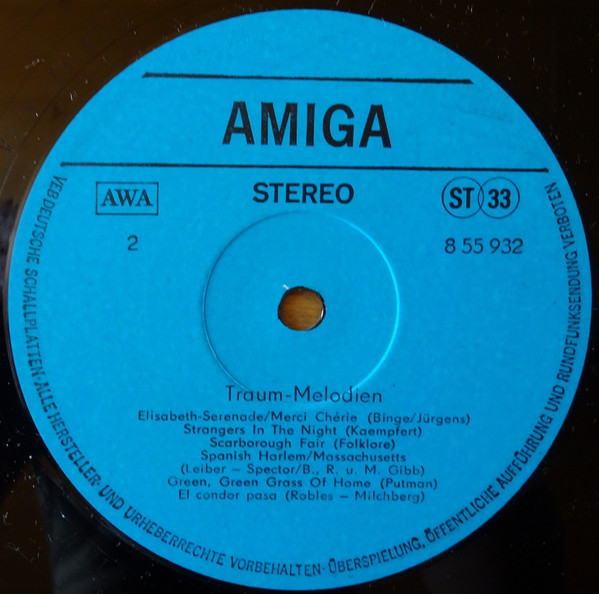 AMIGA
AWA
STEREO
ST 33
2
8 55 932
Traum-Melodien
Elisabeth-Serenade/Merci Chérie (Binge/Jürgens)
Strangers In The Night (Kaempfert)
Scarborough Fair (Folklore)
Spanish Harlem/Massachusetts
(Leiber – Spector/B., R. u. M. Gibb)
Green, Green Grass Of Home (Putman)
El condor pasa (Robles – Milchberg)
VEB DEUTSCHE SCHALLPLATTEN · ALLE HERSTELLER- UND URHEBERRECHTE VORBEHALTEN · ÜBERSPIELUNG, ÖFFENTLICHE AUFFÜHRUNG UND RUNDFUNKSENDUNG VERBOTEN